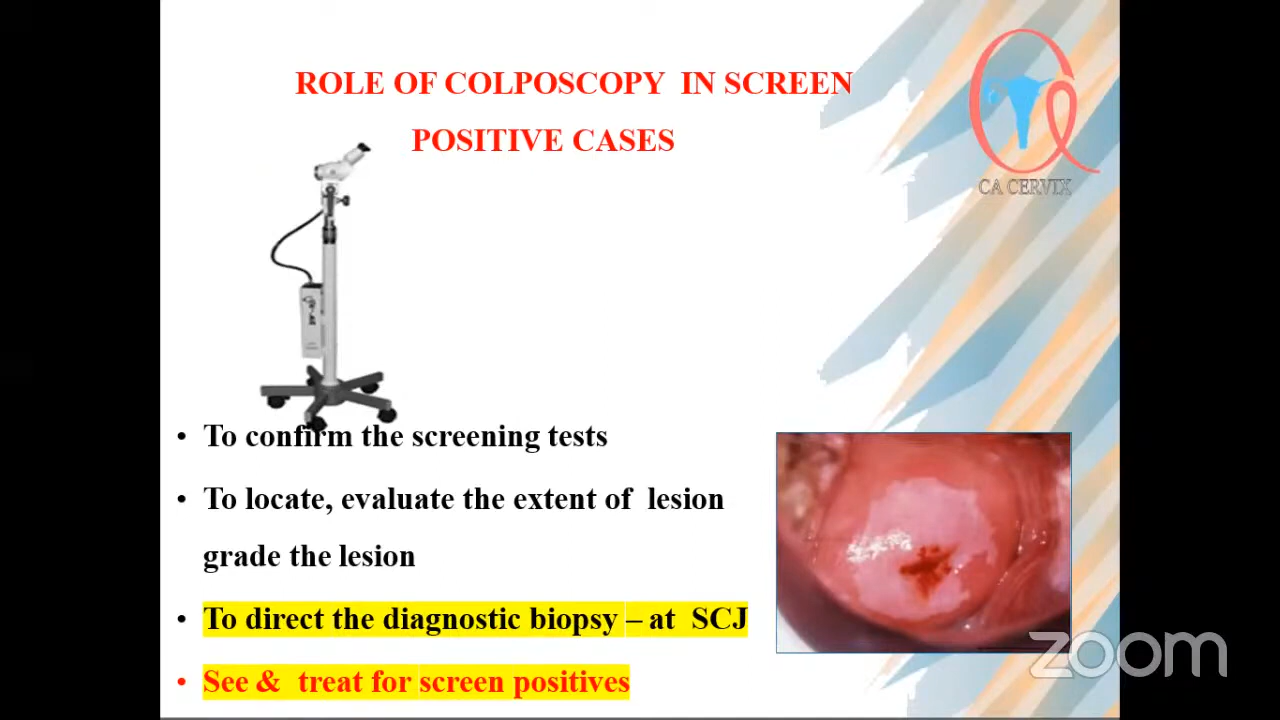 ROLE OF COLPOSCOPY IN SCREEN
POSITIVE CASES
CA CERVIX
• To confirm the screening tests
• To locate, evaluate the extent of lesion
grade the lesion
• To direct the diagnostic biopsy – at SCJ
• See & treat for screen positives
zoom